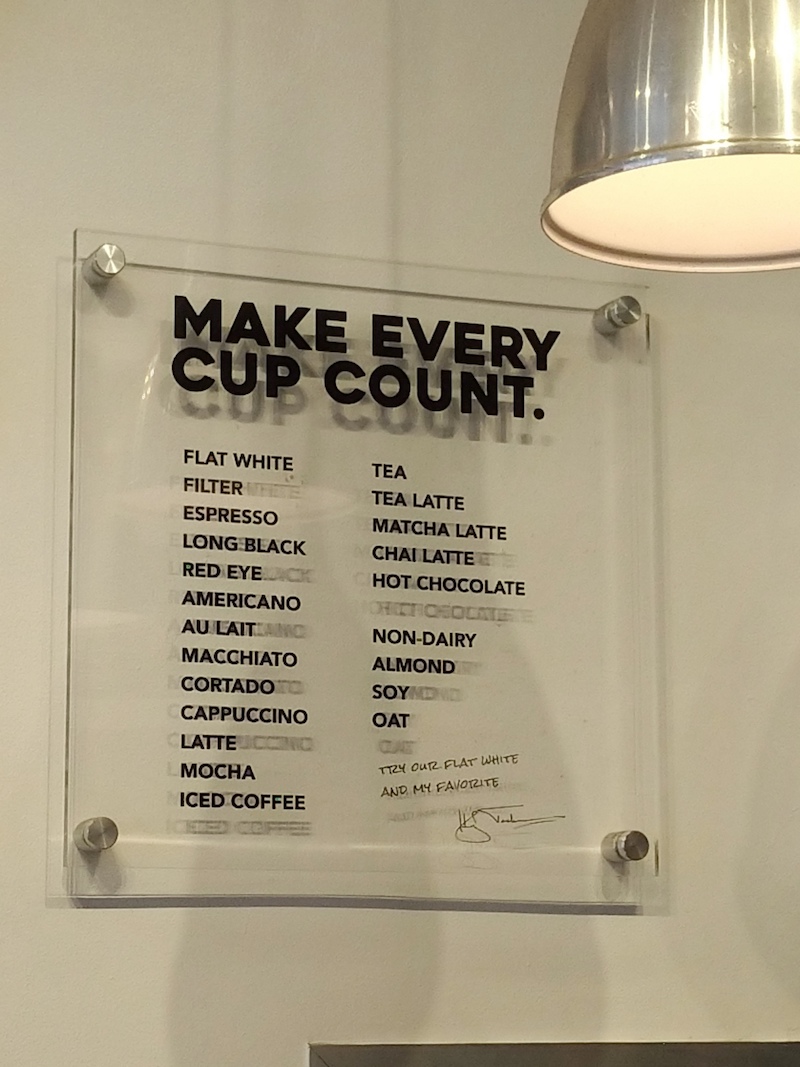 MAKE EVERY
CUP COUNT.
FLAT WHITE
FILTER
ESPRESSO
LONG BLACK
RED EYE
AMERICANO
AU LAIT
MACCHIATO
CORTADO
CAPPUCCINO
LATTE
MOCHA
ICED COFFEE
TEA
TEA LATTE
MATCHA LATTE
CHAI LATTE
HOT CHOCOLATE
NON-DAIRY
ALMOND
SOY
OAT
TRY OUR FLAT WHITE
AND MY FAVORITE